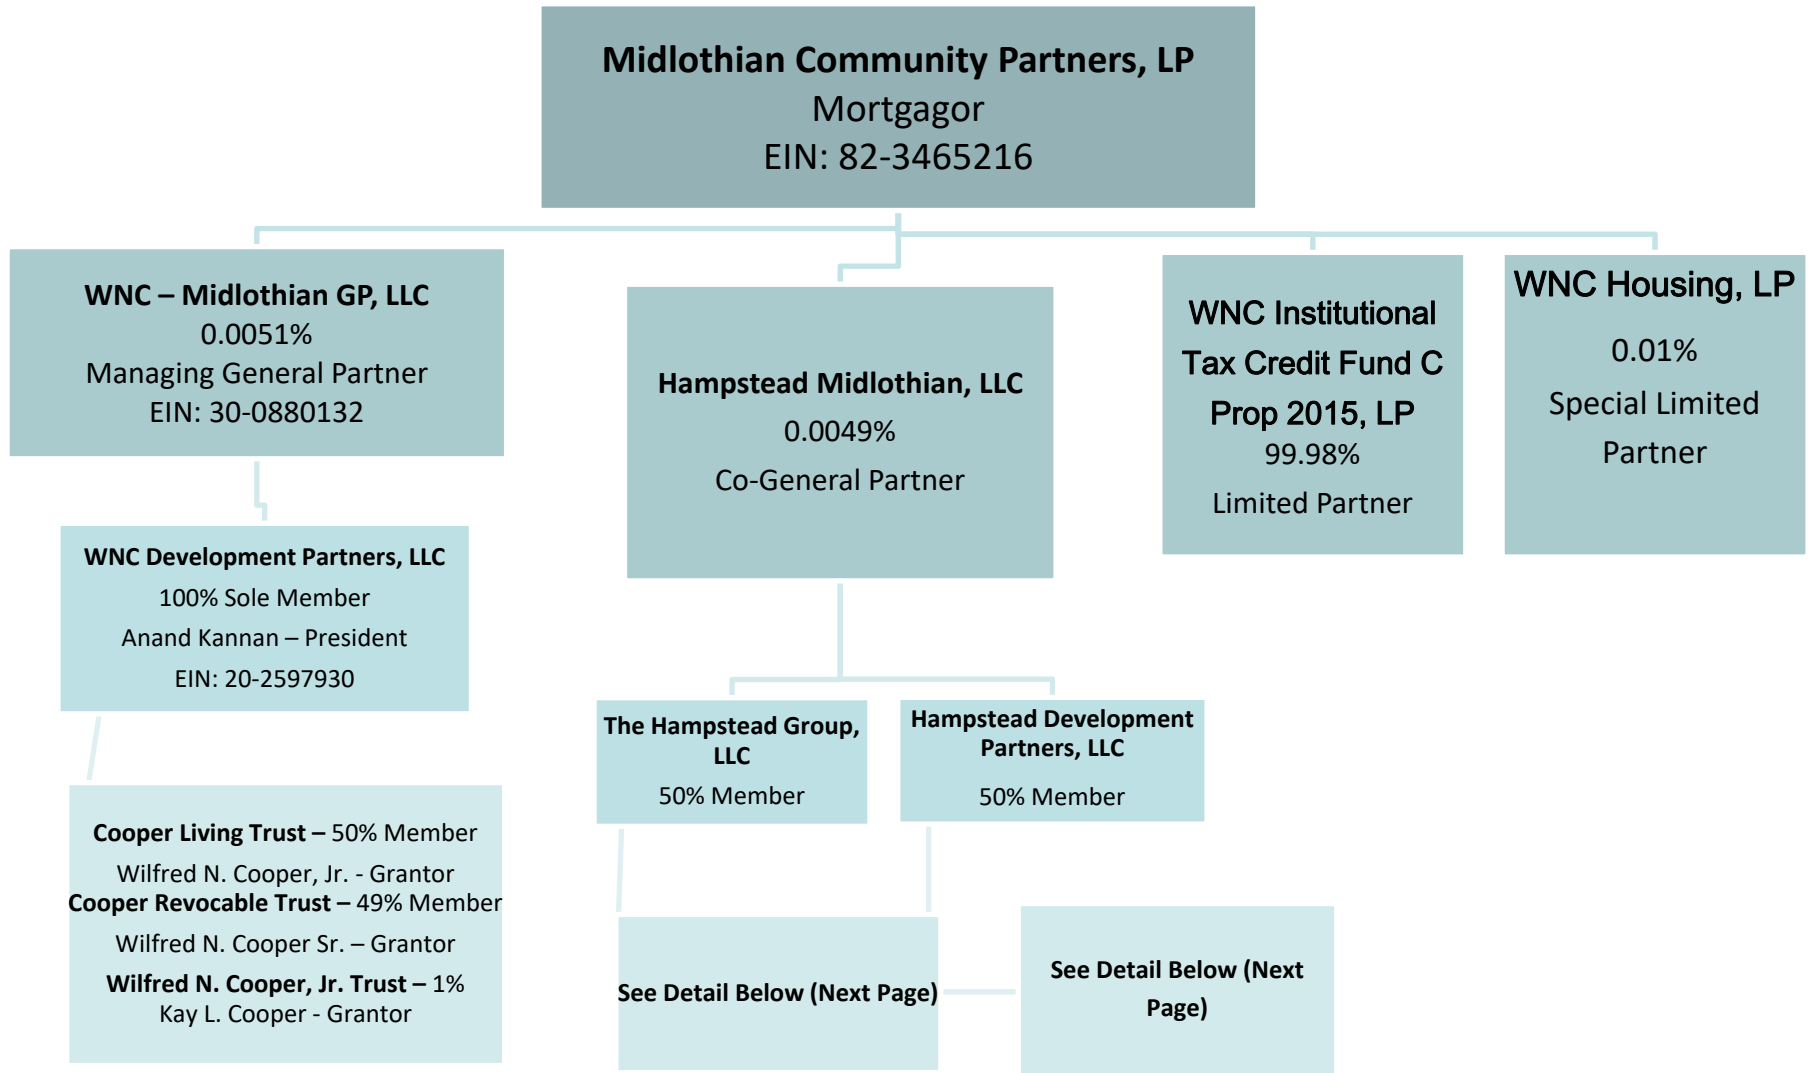 Midlothian Community Partners, LP
Mortgagor
EIN: 82-3465216
WNC – Midlothian GP, LLC
0.0051%
Managing General Partner
EIN: 30-0880132
Hampstead Midlothian, LLC
0.0049%
Co-General Partner
WNC Institutional
Tax Credit Fund C
Prop 2015, LP
99.98%
Limited Partner
WNC Housing, LP
0.01%
Special Limited
Partner
WNC Development Partners, LLC
100% Sole Member
Anand Kannan – President
EIN: 20-2597930
The Hampstead Group,
LLC
50% Member
Hampstead Development
Partners, LLC
50% Member
Cooper Living Trust – 50% Member
Wilfred N. Cooper, Jr. - Grantor
Cooper Revocable Trust – 49% Member
Wilfred N. Cooper Sr. – Grantor
Wilfred N. Cooper, Jr. Trust – 1%
Kay L. Cooper - Grantor
See Detail Below (Next Page)
See Detail Below (Next
Page)